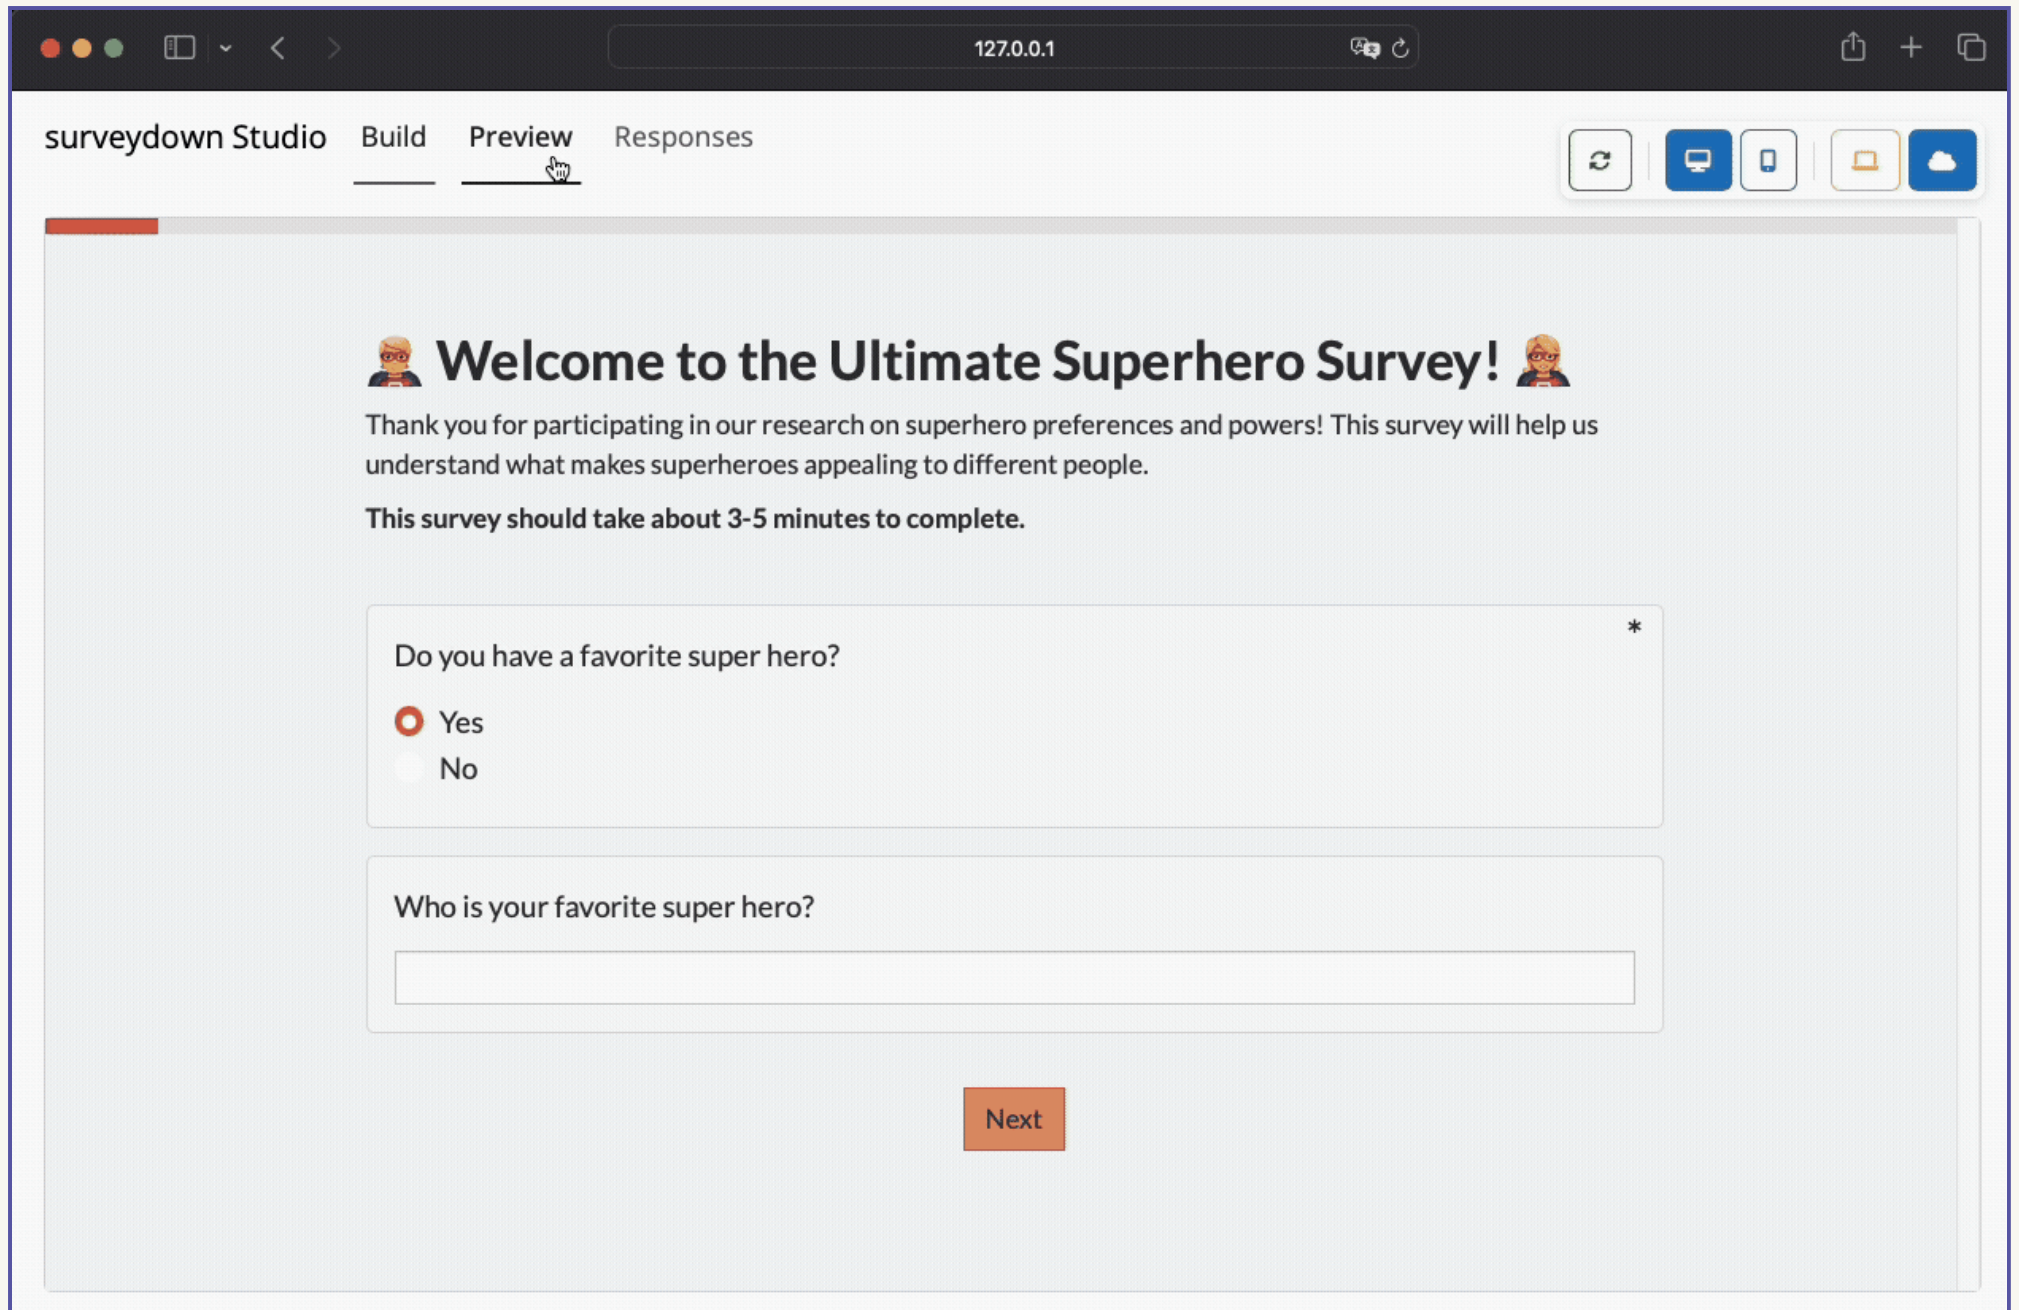 127.0.0.1
surveydown Studio Build Preview Responses
Welcome to the Ultimate Superhero Survey!
Thank you for participating in our research on superhero preferences and powers! This survey will help us
understand what makes superheroes appealing to different people.
This survey should take about 3-5 minutes to complete.
*
Do you have a favorite super hero?
Yes
No
Who is your favorite super hero?
Next